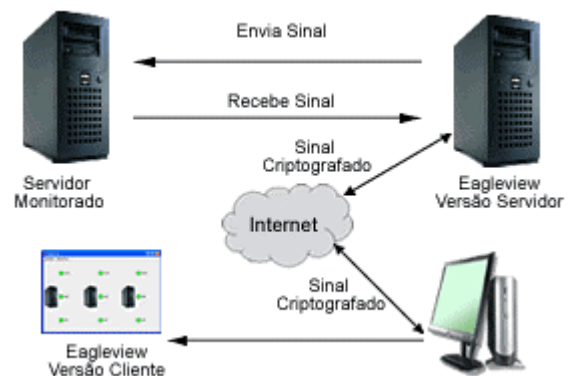 Envia Sinal
Recebe Sinal
Servidor
Monitorado
Sinal
Criptografado
Eagleview
Versão Servidor
Internet
Sinal
Criptografado
Eagleview
Versão Cliente